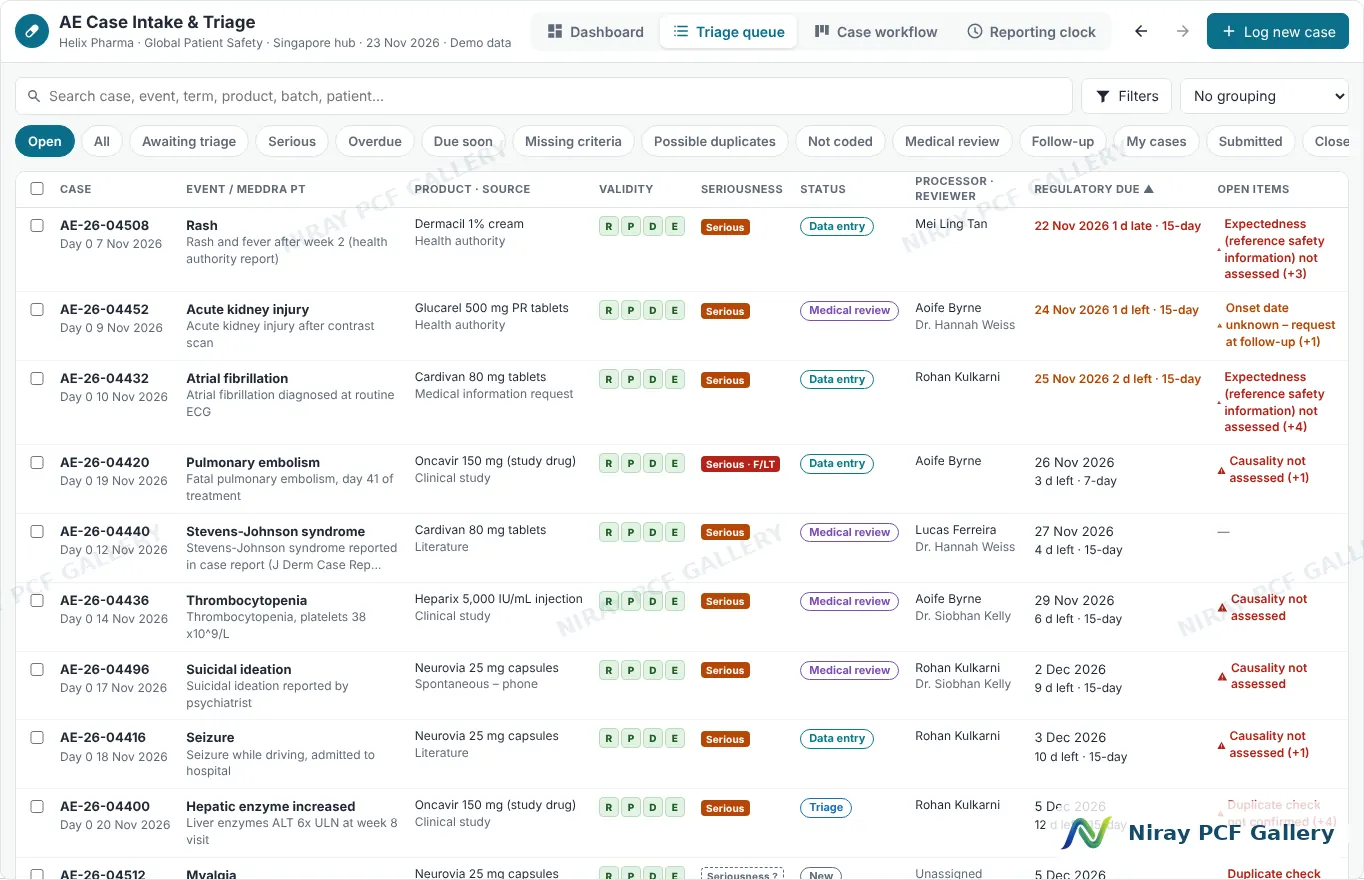 AE Case Intake & Triage
Helix Pharma · Global Patient Safety · Singapore hub · 23 Nov 2026 · Demo data
Dashboard
Triage queue
Case workflow
Reporting clock
Log new case
Search case, event, term, product, batch, patient...
Filters
No grouping
Open
All
Awaiting triage
Serious
Overdue
Due soon
Missing criteria
Possible duplicates
Not coded
Medical review
Follow-up
My cases
Submitted
Close
CASE
EVENT / MEDDRA PT
PRODUCT · SOURCE
VALIDITY
SERIOUSNESS
STATUS
PROCESSOR ·
REVIEWER
REGULATORY DUE ▲
OPEN ITEMS
AE-26-04508
Day 0 7 Nov 2026
Rash
Rash and fever after week 2 (health
authority report)
Dermacil 1% cream
Health authority
R P D E
Serious
Data entry
Mei Ling Tan
22 Nov 2026 1 d late · 15-day
Expectedness
(reference safety
information) not
assessed (+3)
AE-26-04452
Day 0 9 Nov 2026
Acute kidney injury
Acute kidney injury after contrast
scan
Glucarel 500 mg PR tablets
Health authority
R P D E
Serious
Medical review
Aoife Byrne
Dr. Hannah Weiss
24 Nov 2026 1 d left · 15-day
Onset date
unknown – request
at follow-up (+1)
AE-26-04432
Day 0 10 Nov 2026
Atrial fibrillation
Atrial fibrillation diagnosed at routine
ECG
Cardivan 80 mg tablets
Medical information request
R P D E
Serious
Data entry
Rohan Kulkarni
25 Nov 2026 2 d left · 15-day
Expectedness
(reference safety
information) not
assessed (+4)
AE-26-04420
Day 0 19 Nov 2026
Pulmonary embolism
Fatal pulmonary embolism, day 41 of
treatment
Oncavir 150 mg (study drug)
Clinical study
R P D E
Serious · F/LT
Data entry
Aoife Byrne
26 Nov 2026
3 d left · 7-day
Causality not
assessed (+1)
AE-26-04440
Day 0 12 Nov 2026
Stevens-Johnson syndrome
Stevens-Johnson syndrome reported
in case report (J Derm Case Rep...
Cardivan 80 mg tablets
Literature
R P D E
Serious
Medical review
Lucas Ferreira
Dr. Hannah Weiss
27 Nov 2026
4 d left · 15-day
—
AE-26-04436
Day 0 14 Nov 2026
Thrombocytopenia
Thrombocytopenia, platelets 38
x10^9/L
Heparix 5,000 IU/mL injection
Clinical study
R P D E
Serious
Medical review
Aoife Byrne
Dr. Siobhan Kelly
29 Nov 2026
6 d left · 15-day
Causality not
assessed
AE-26-04496
Day 0 17 Nov 2026
Suicidal ideation
Suicidal ideation reported by
psychiatrist
Neurovia 25 mg capsules
Spontaneous – phone
R P D E
Serious
Medical review
Rohan Kulkarni
Dr. Siobhan Kelly
2 Dec 2026
9 d left · 15-day
Causality not
assessed
AE-26-04416
Day 0 18 Nov 2026
Seizure
Seizure while driving, admitted to
hospital
Neurovia 25 mg capsules
Literature
R P D E
Serious
Data entry
Rohan Kulkarni
3 Dec 2026
10 d left · 15-day
Causality not
assessed (+1)
AE-26-04400
Day 0 20 Nov 2026
Hepatic enzyme increased
Liver enzymes ALT 6x ULN at week 8
visit
Oncavir 150 mg (study drug)
Clinical study
R P D E
Serious
Triage
Rohan Kulkarni
5 Dec 2026
12 d left · 15-day
Duplicate check
not confirmed (+4)
AE-26-04512
Myalgia
Neurovia 25 mg capsules
R P D E
Seriousness ?
New
Unassigned
5 Dec 2026
Duplicate check
Niray PCF Gallery
NIRAY PCF GALLERY
NIRAY PCF GALLERY
PCF GALLERY
NIRAY PCF GALLERY
NIRAY PCF GALLERY